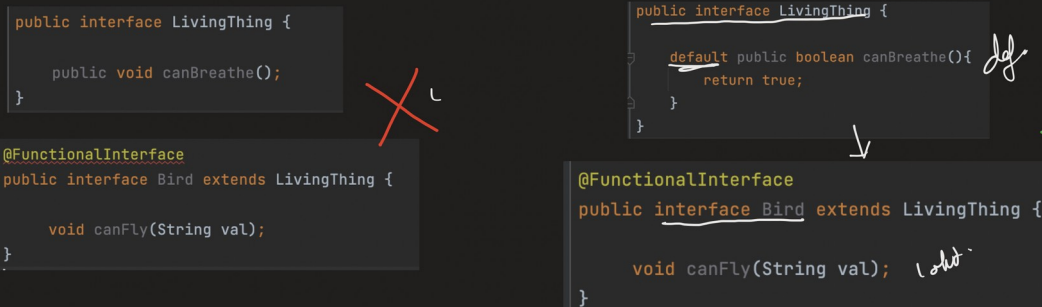 public interface LivingThing {
public void canBreathe();
}
@FunctionalInterface
public interface Bird extends LivingThing {
void canFly(String val);
}
public interface LivingThing {
default public boolean canBreathe(){
return true;
}
}
def.
@FunctionalInterface
public interface Bird extends LivingThing {
void canFly(String val);
}